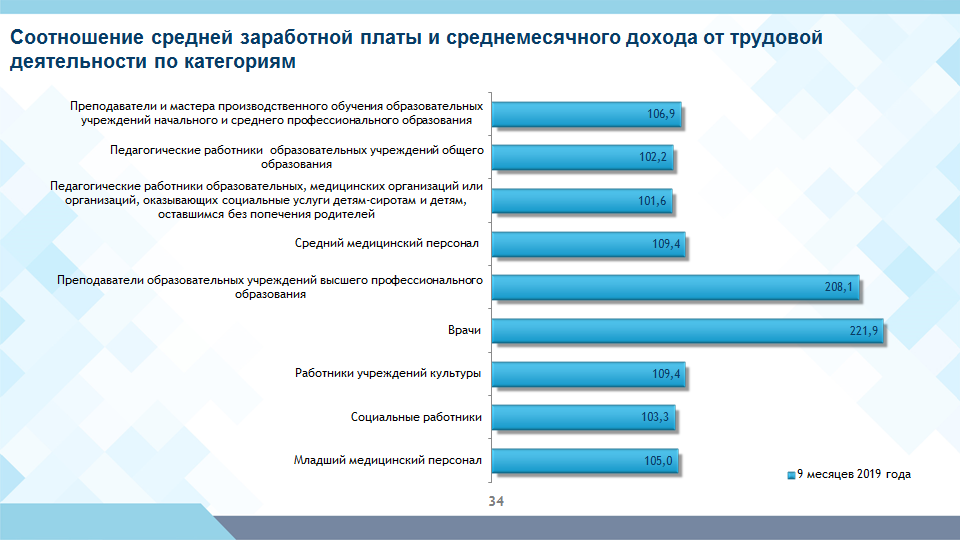 Соотношение средней заработной платы и среднемесячного дохода от трудовой
деятельности по категориям
Преподаватели и мастера производственного обучения образовательных
учреждений начального и среднего профессионального образования
106,9
Педагогические работники образовательных учреждений общего
образования
102,2
Педагогические работники образовательных, медицинских организаций или
организаций, оказывающих социальные услуги детям-сиротам и детям,
оставшимся без попечения родителей
101,6
Средний медицинский персонал
109,4
Преподаватели образовательных учреждений высшего профессионального
образования
208,1
Врачи
221,9
Работники учреждений культуры
109,4
Социальные работники
103,3
Младший медицинский персонал
105,0
9 месяцев 2019 года
34